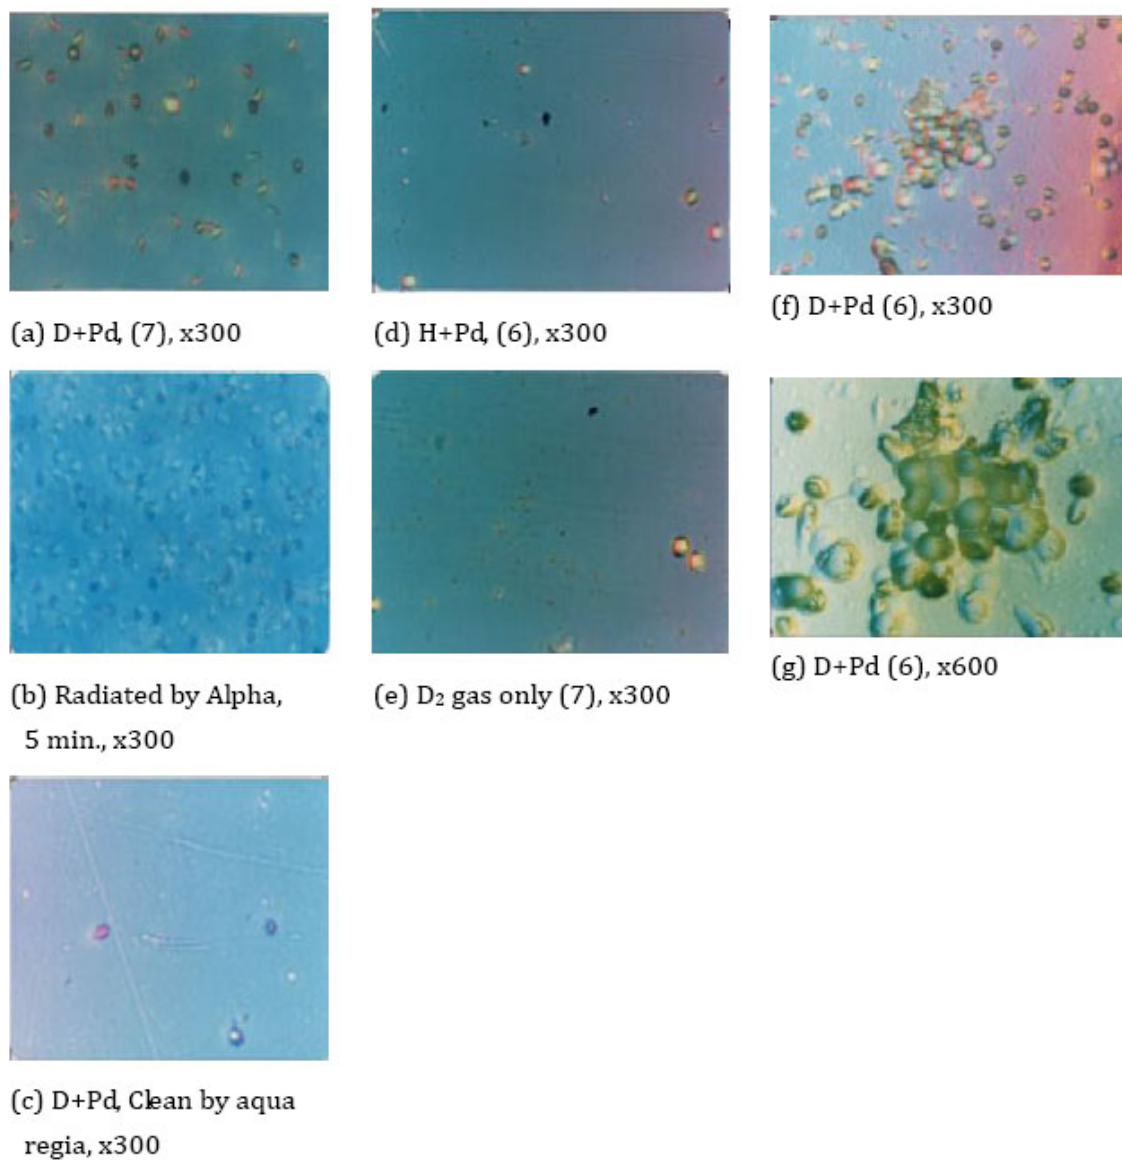 (a) D+Pd, (7), x300
(d) H+Pd, (6), x300
(f) D+Pd (6), x300
(b) Radiated by Alpha,
5 min., x300
(e) D₂ gas only (7), x300
(g) D+Pd (6), x600
(c) D+Pd, Clean by aqua
regia, x300